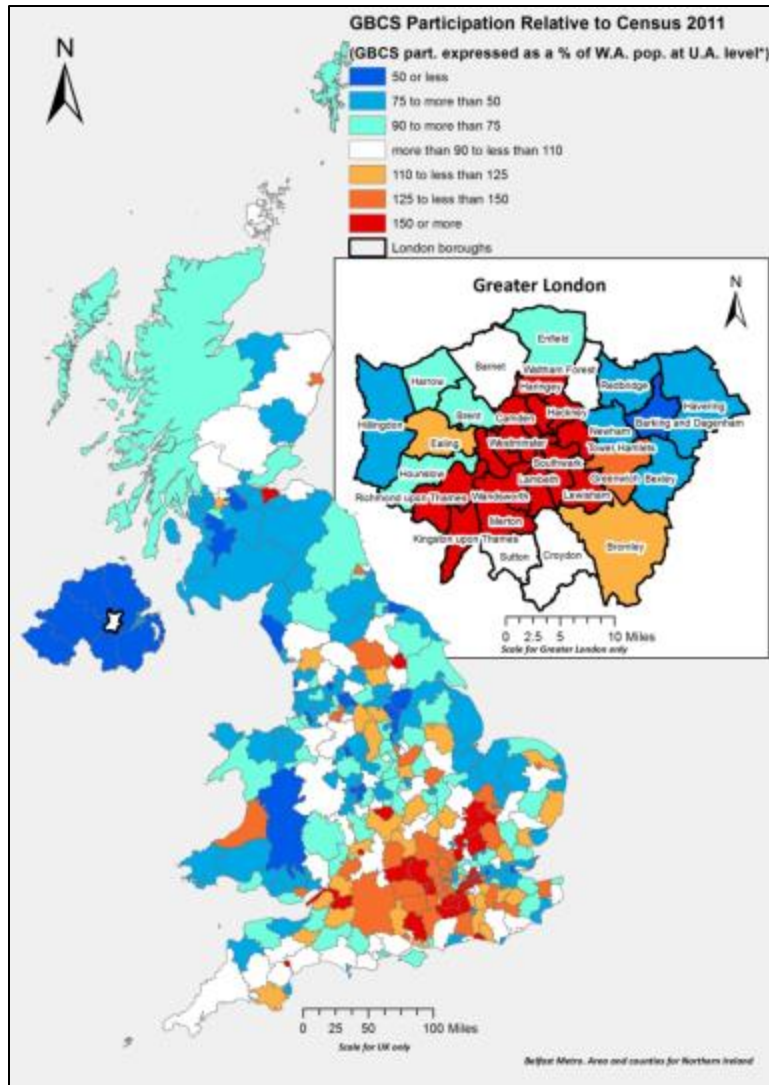 GBCS Participation Relative to Census 2011
(GBCS part. expressed as a % of W.A. pop. at U.A. level*)
N
50 or less
75 to more than 50
90 to more than 75
more than 90 to less than 110
110 to less than 125
125 to less than 150
150 or more
London boroughs
Greater London
N
Enfield
Barnet
Waltham Forest
Harrow
Haringey
Redbridge
Hillingdon
Brent
Camden
Hackney
Havering
Newham
Barking and Dagenham
Ealing
Westminster
Tower Hamlets
Hounslow
Southwark
Greenwich
Bexley
Richmond upon Thames
Wandsworth
Lambeth
Lewisham
Merton
Kingston upon Thames
Sutton
Croydon
Bromley
0 2.5 5 10 Miles
Scale for Greater London only
0 25 50 100 Miles
Scale for UK only
Belfast Metro. Area and counties for Northern Ireland